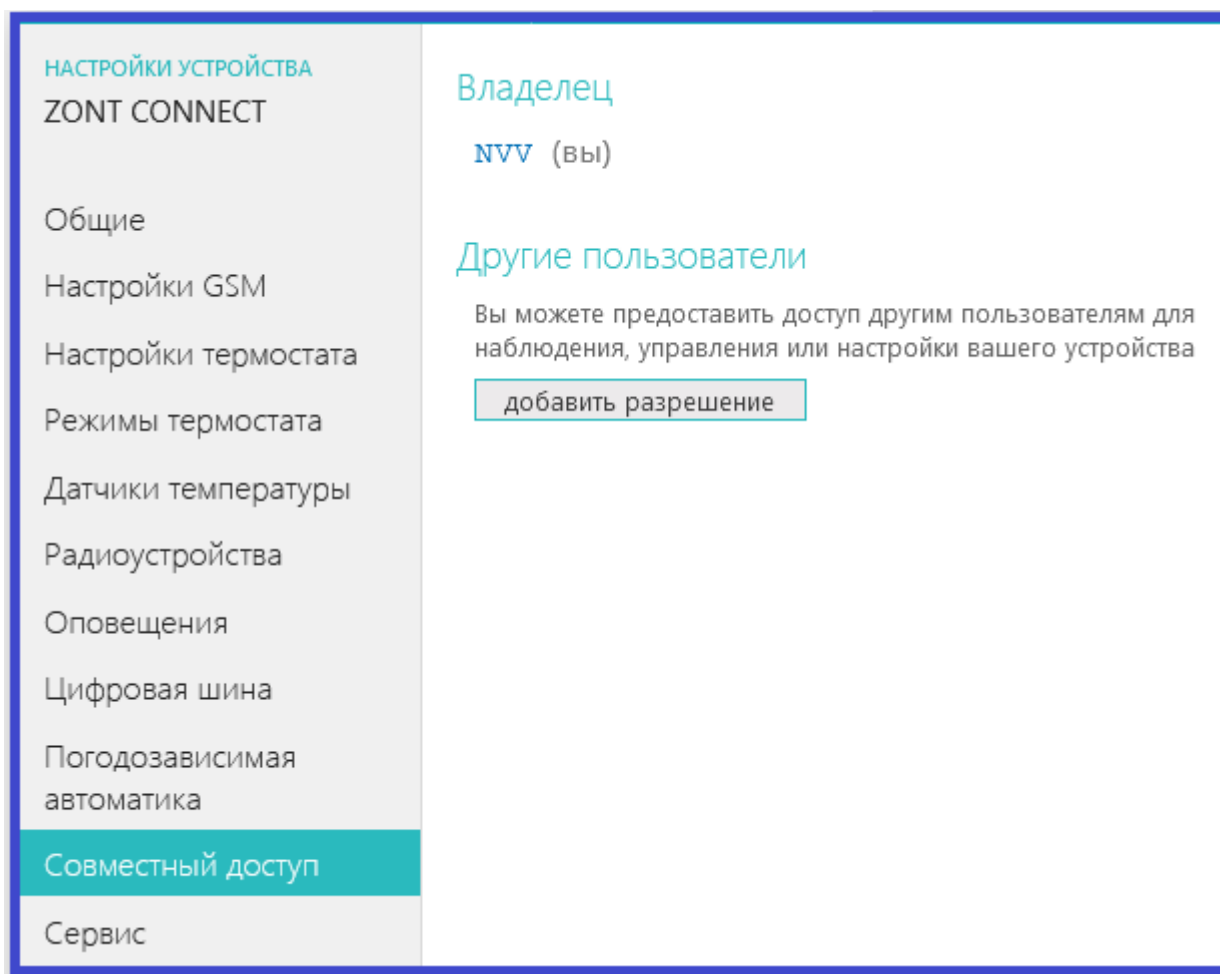 НАСТРОЙКИ УСТРОЙСТВА
ZONT CONNECT
Общие
Настройки GSM
Настройки термостата
Режимы термостата
Датчики температуры
Радиоустройства
Оповещения
Цифровая шина
Погодозависимая
автоматика
Совместный доступ
Сервис
Владелец
NVV (вы)
Другие пользователи
Вы можете предоставить доступ другим пользователям для
наблюдения, управления или настройки вашего устройства
добавить разрешение